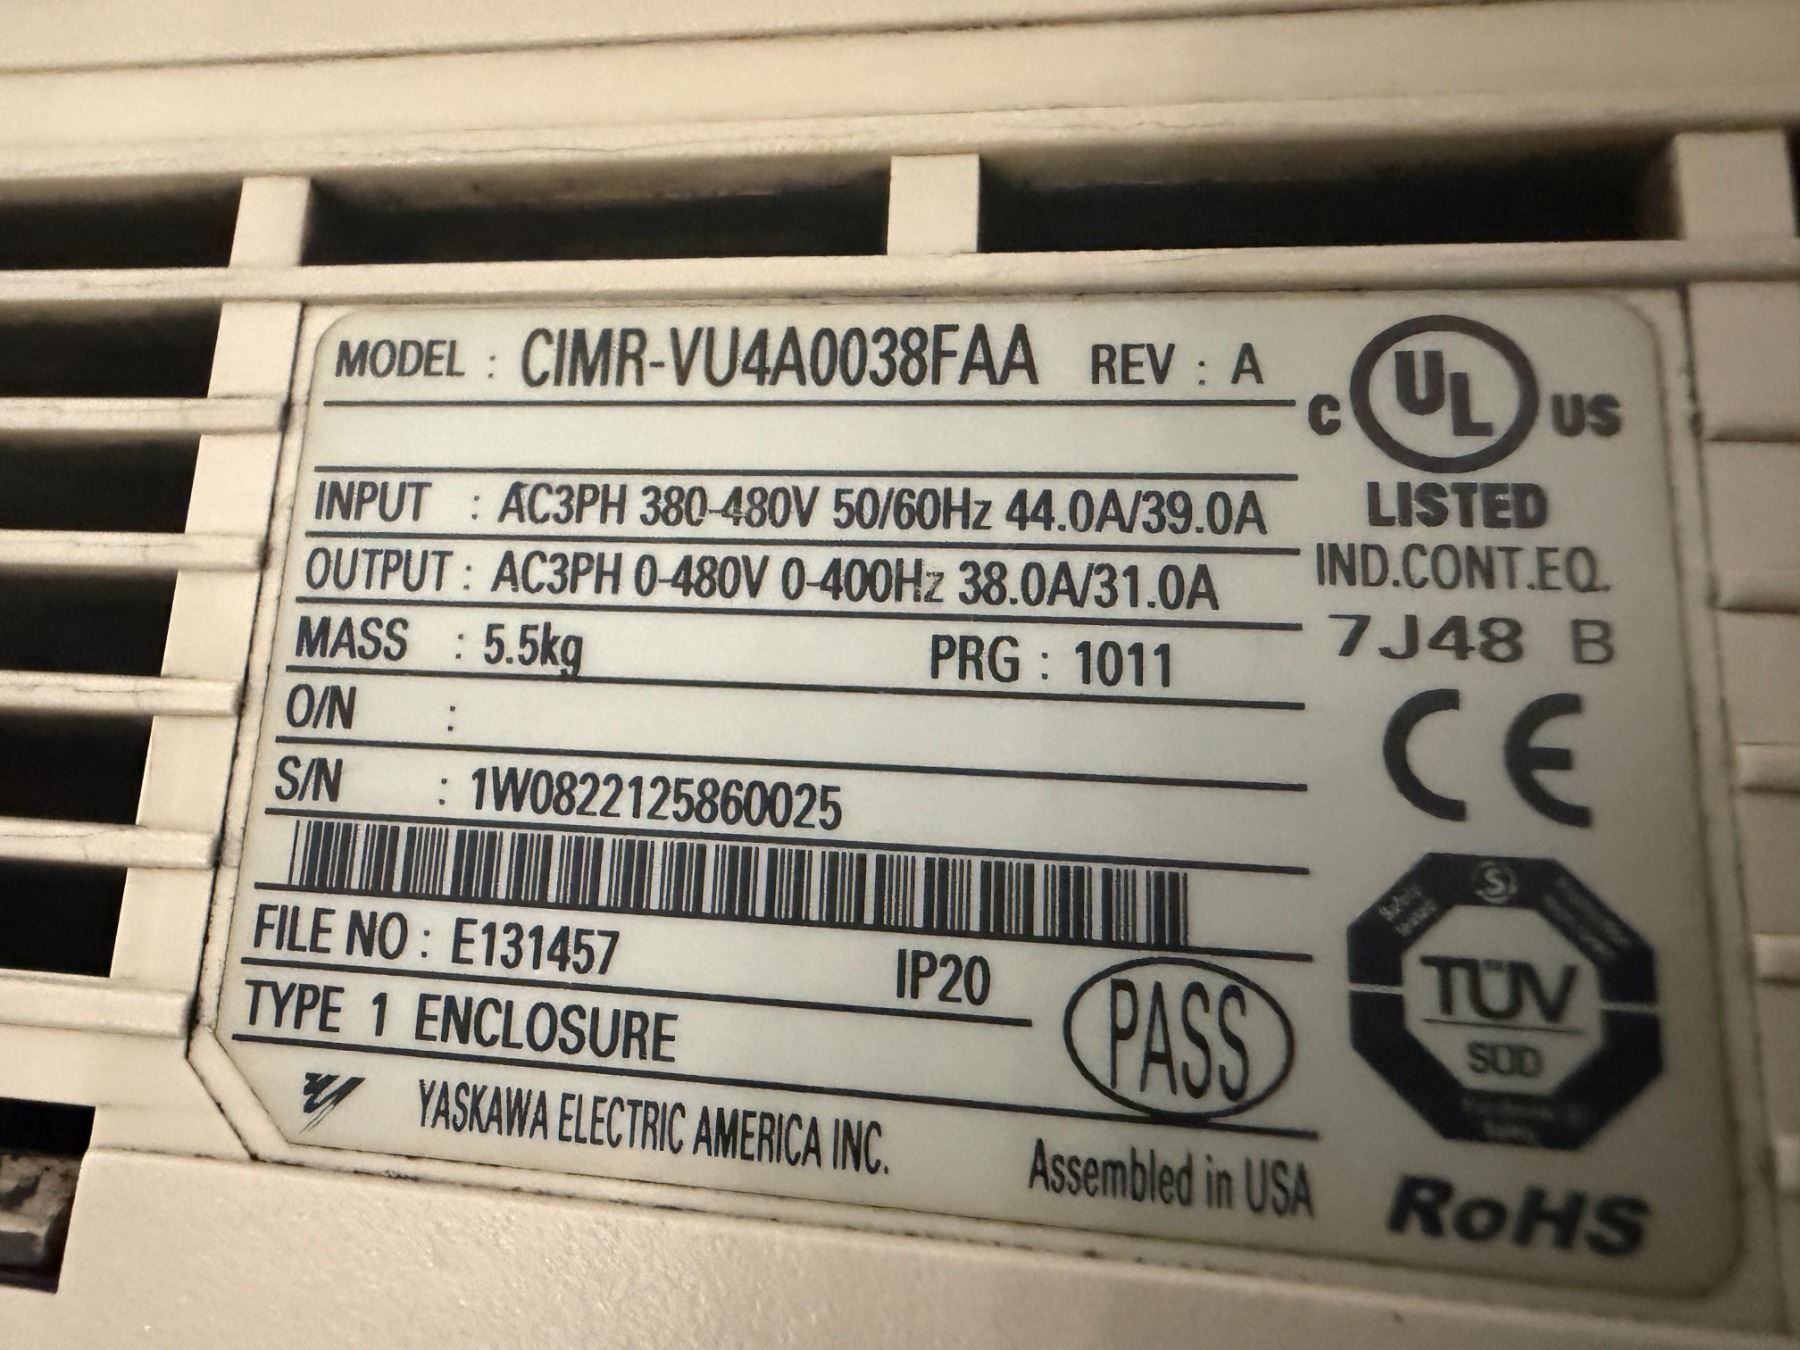 MODEL : CIMR-VU4A0038FAA REV : A
C UL US
LISTED
INPUT : AC3PH 380-480V 50/60Hz 44.0A/39.0A
IND.CONT.EQ.
OUTPUT : AC3PH 0-480V 0-400Hz 38.0A/31.0A
7J48 B
MASS : 5.5kg PRG : 1011
O/N :
CE
S/N : 1W0822125860025
FILE NO : E131457 IP20
TYPE 1 ENCLOSURE
PASS
S
TÜV
SÜD
YASKAWA ELECTRIC AMERICA INC.
Assembled in USA
RoHS